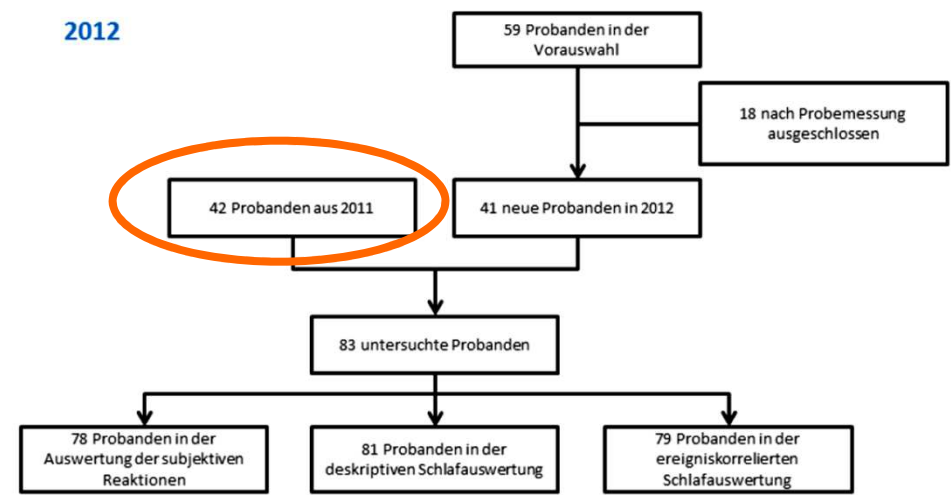 2012
59 Probanden in der
Vorauswahl
18 nach Probemessung
ausgeschlossen
42 Probanden aus 2011
41 neue Probanden in 2012
83 untersuchte Probanden
78 Probanden in der
Auswertung der subjektiven
Reaktionen
81 Probanden in der
deskriptiven Schlafauswertung
79 Probanden in der
ereigniskorrelierten
Schlafauswertung